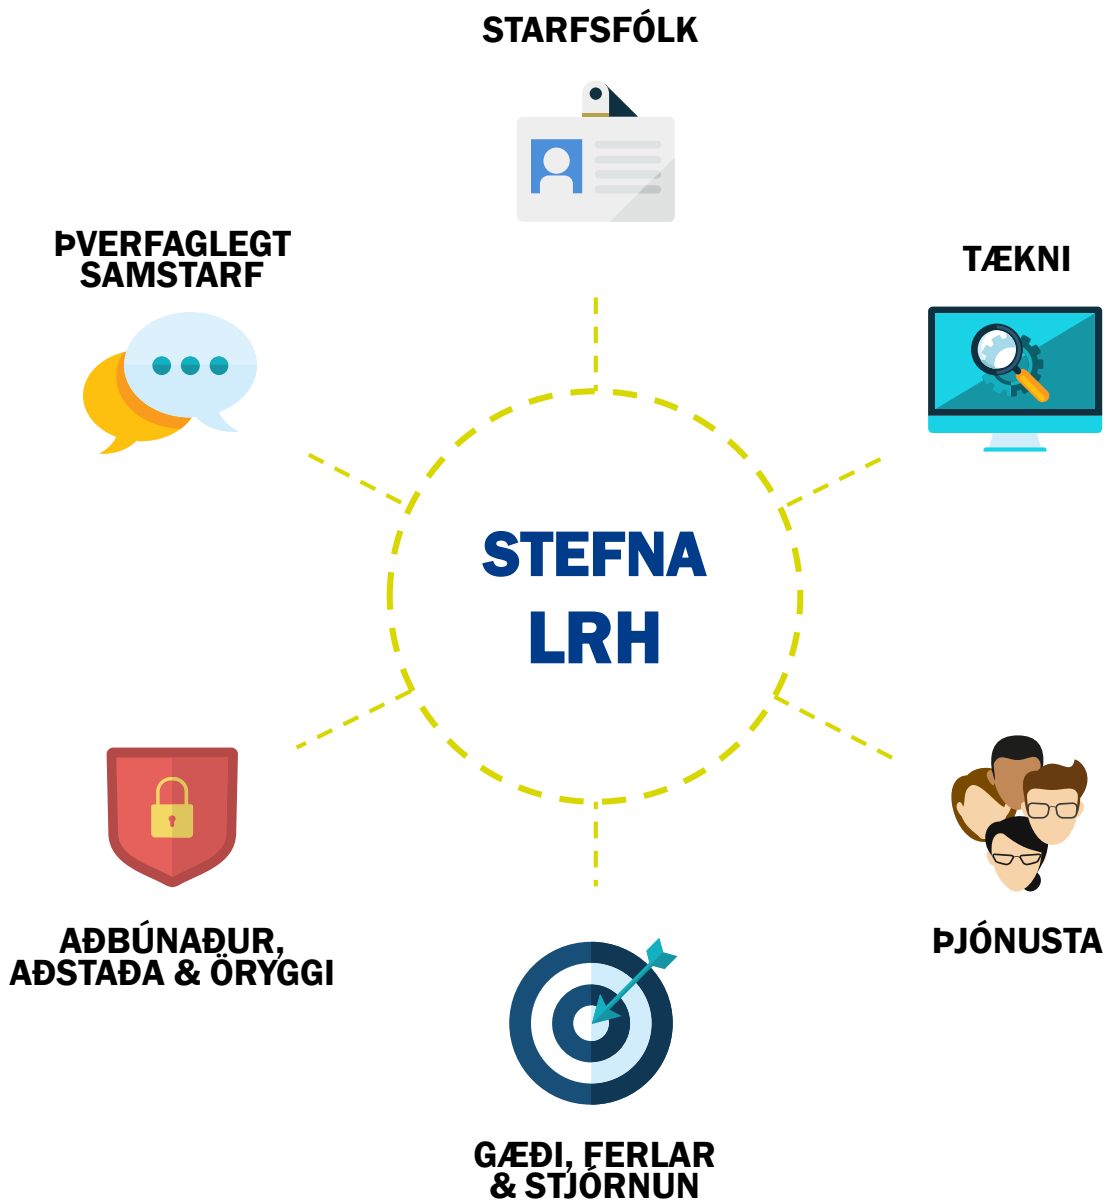 STARFSFÓLK
ÞVERFAGLEGT
SAMSTARF
TÆKNI
STEFNA
LRH
AÐBÚNAÐUR,
AÐSTAÐA & ÖRYGGI
ÞJÓNUSTA
GÆÐI, FERLAR
& STJÓRNUN